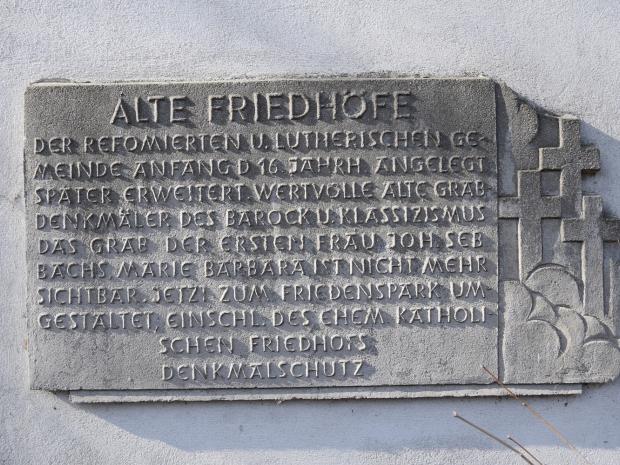 ALTE FRIEDHÖFE
DER REFOMIERTEN U. LUTHERISCHEN GE-
MEINDE ANFANG D. 16. JAHRH. ANGELEGT
SPÄTER ERWEITERT. WERTVOLLE ALTE GRAB-
DENKMÄLER DES BAROCK U. KLASSIZISMUS
DAS GRAB DER ERSTEN FRAU JOH. SEB.
BACHS, MARIE BARBARA IST NICHT MEHR
SICHTBAR. JETZT ZUM FRIEDENSPARK UM-
GESTALTET, EINSCHL. DES EHEM. KATHOLI-
SCHEN FRIEDHOFS
DENKMALSCHUTZ